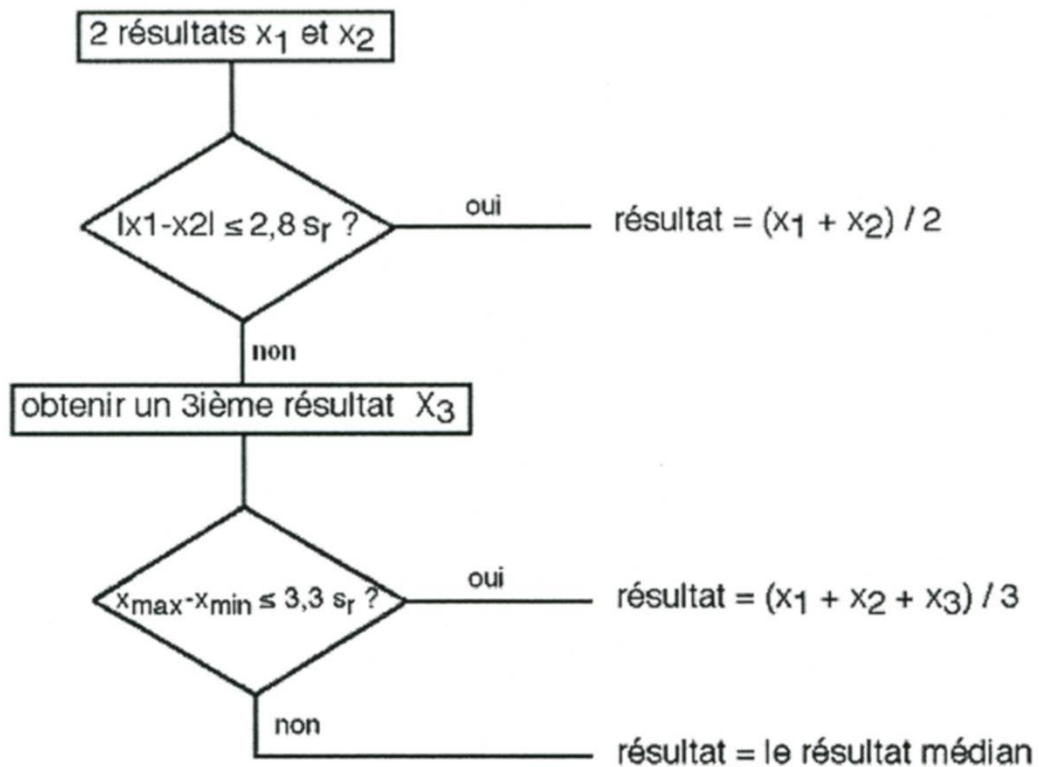 2 résultats x1 et x2
|x1-x2| ≤ 2,8 sr ?
oui
résultat = (x1 + x2) / 2
non
obtenir un 3ième résultat X3
xmax-xmin ≤ 3,3 sr ?
oui
résultat = (x1 + x2 + x3) / 3
non
résultat = le résultat médian